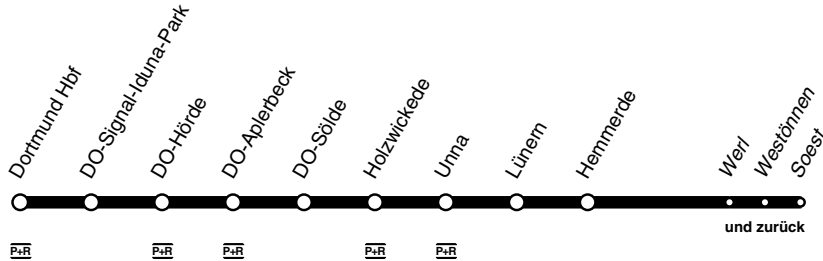 Dortmund Hbf
DO-Signal-Iduna-Park
DO-Hörde
DO-Aplerbeck
DO-Sölde
Holzwickede
Unna
Lünern
Hemmerde
Werl
Westönnen
Soest
und zurück
P+R
P+R
P+R
P+R
P+R